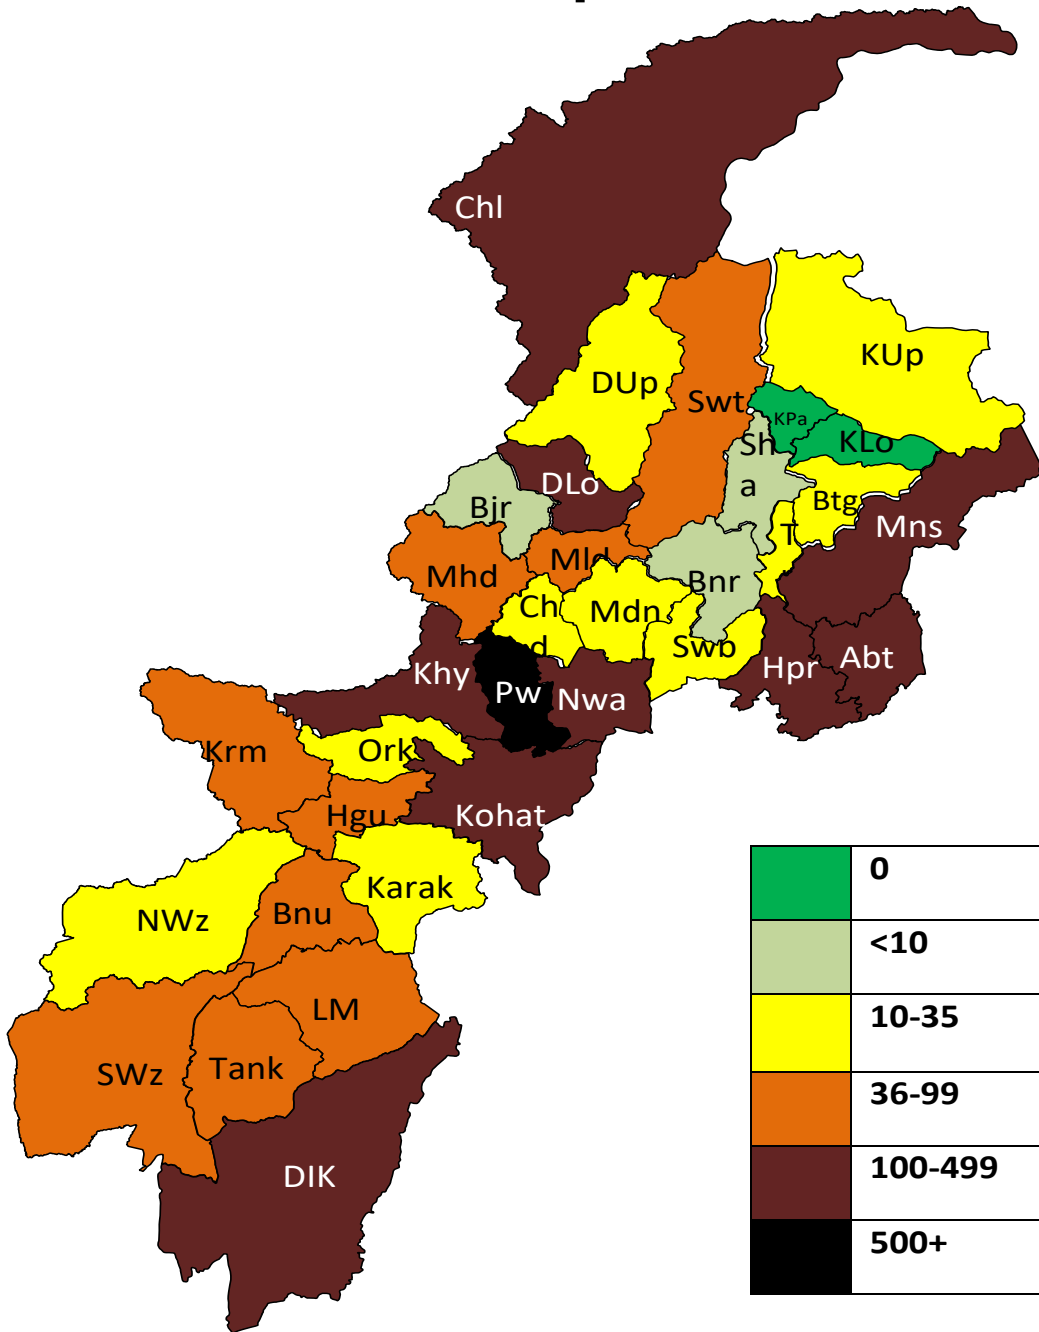 Chl
KUp
DUp
Swt
KPa
Sh
a
KLo
DLo
Bjr
Btg
Mns
T
Mld
Mhd
Bnr
Ch
d
Mdn
Swb
Khy
Hpr
Abt
Pw
Nwa
Krm
Ork
Hgu
Kohat
Karak
NWz
Bnu
LM
SWz
Tank
DIK
0
<10
10-35
36-99
100-499
500+